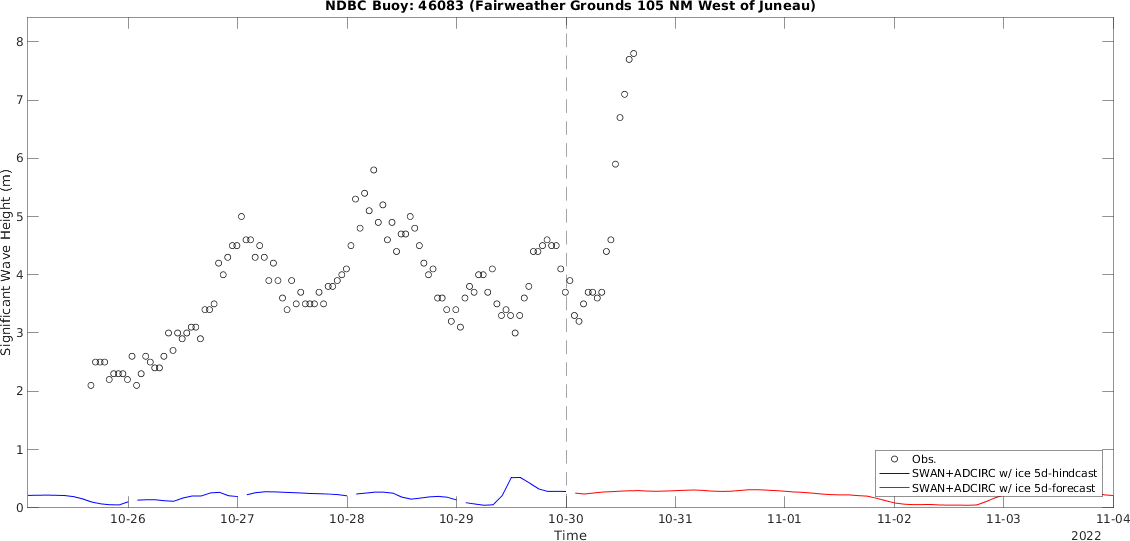 NDBC Buoy: 46083 (Fairweather Grounds 105 NM West of Juneau)
8
7
6
5
4
3
2
1
0
Significant Wave Height (m)
Obs.
SWAN+ADCIRC w/ ice 5d-hindcast
SWAN+ADCIRC w/ ice 5d-forecast
10-26 10-27 10-28 10-29 10-30 10-31 11-01 11-02 11-03 11-04
Time
2022